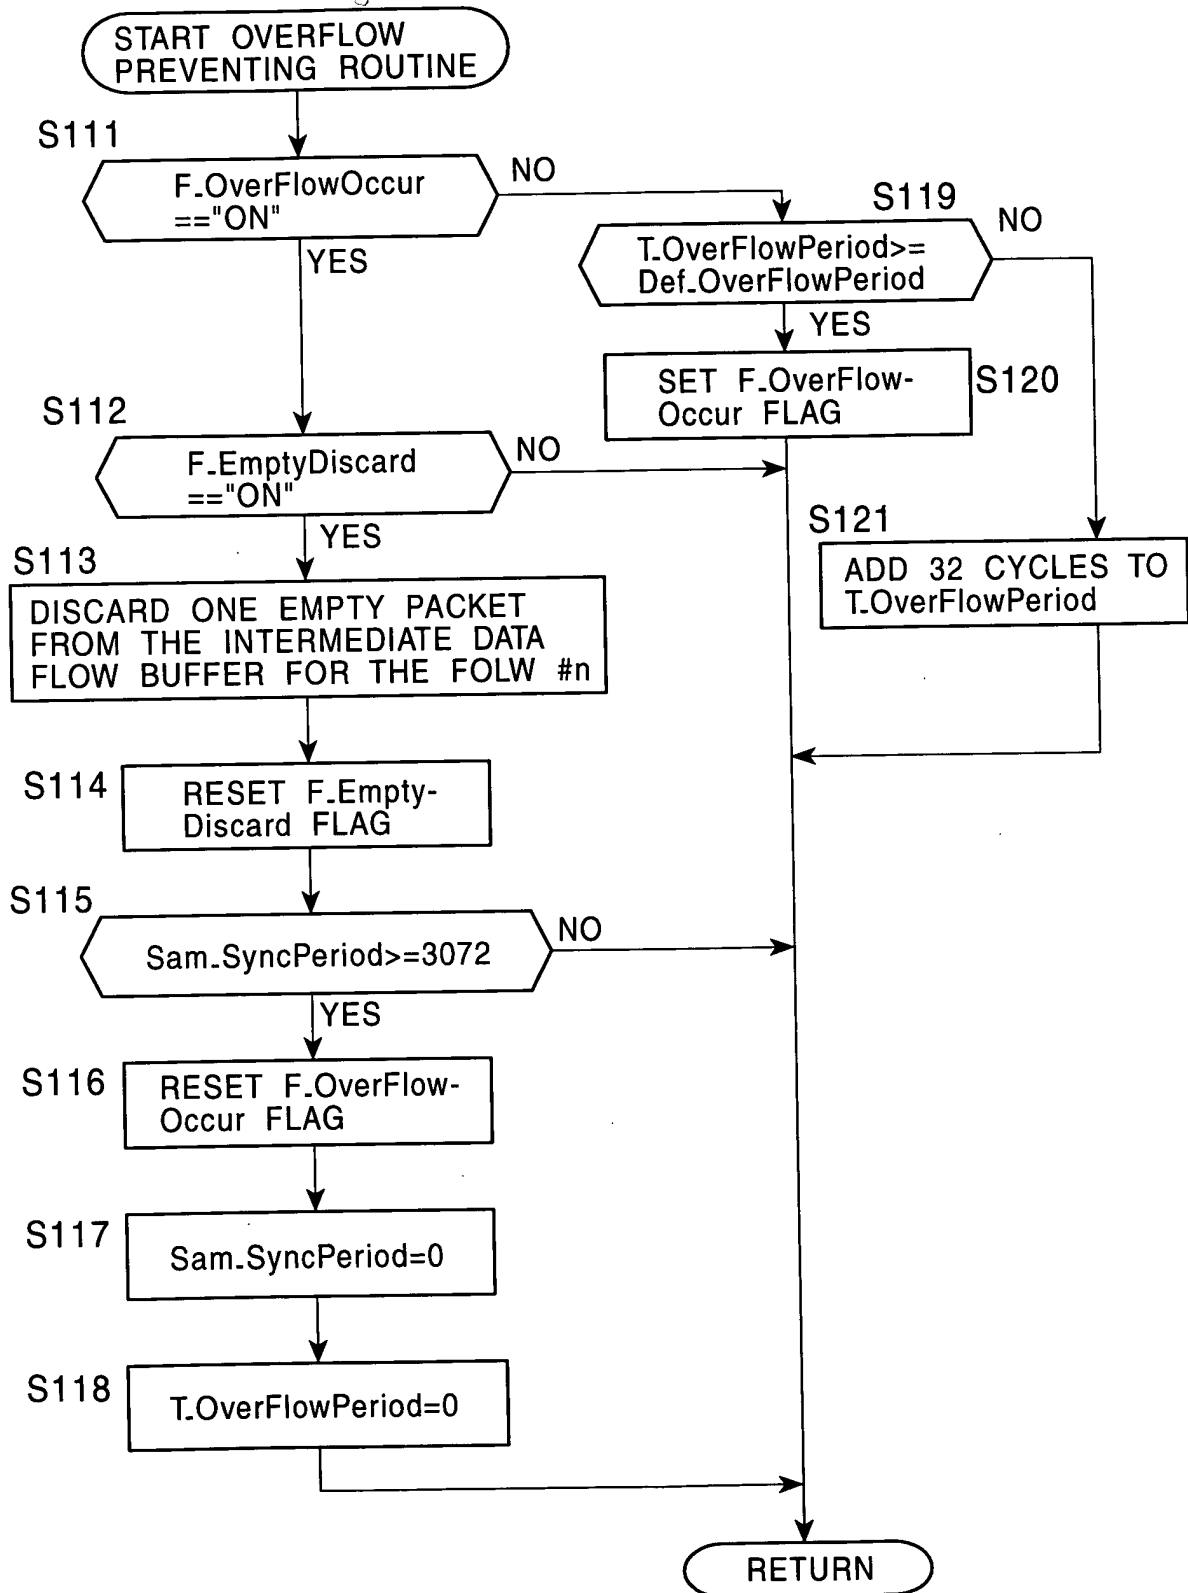 START OVERFLOW
PREVENTING ROUTINE
S111
F_OverFlowOccur
=="ON"
NO
YES
S119
T_OverFlowPeriod>=
Def_OverFlowPeriod
NO
YES
SET F_OverFlow-
Occur FLAG
S120
S112
F_EmptyDiscard
=="ON"
NO
YES
S121
ADD 32 CYCLES TO
T_OverFlowPeriod
S113
DISCARD ONE EMPTY PACKET
FROM THE INTERMEDIATE DATA
FLOW BUFFER FOR THE FOLW #n
S114
RESET F_Empty-
Discard FLAG
S115
Sam_SyncPeriod>=3072
NO
YES
S116
RESET F_OverFlow-
Occur FLAG
S117
Sam_SyncPeriod=0
S118
T_OverFlowPeriod=0
RETURN